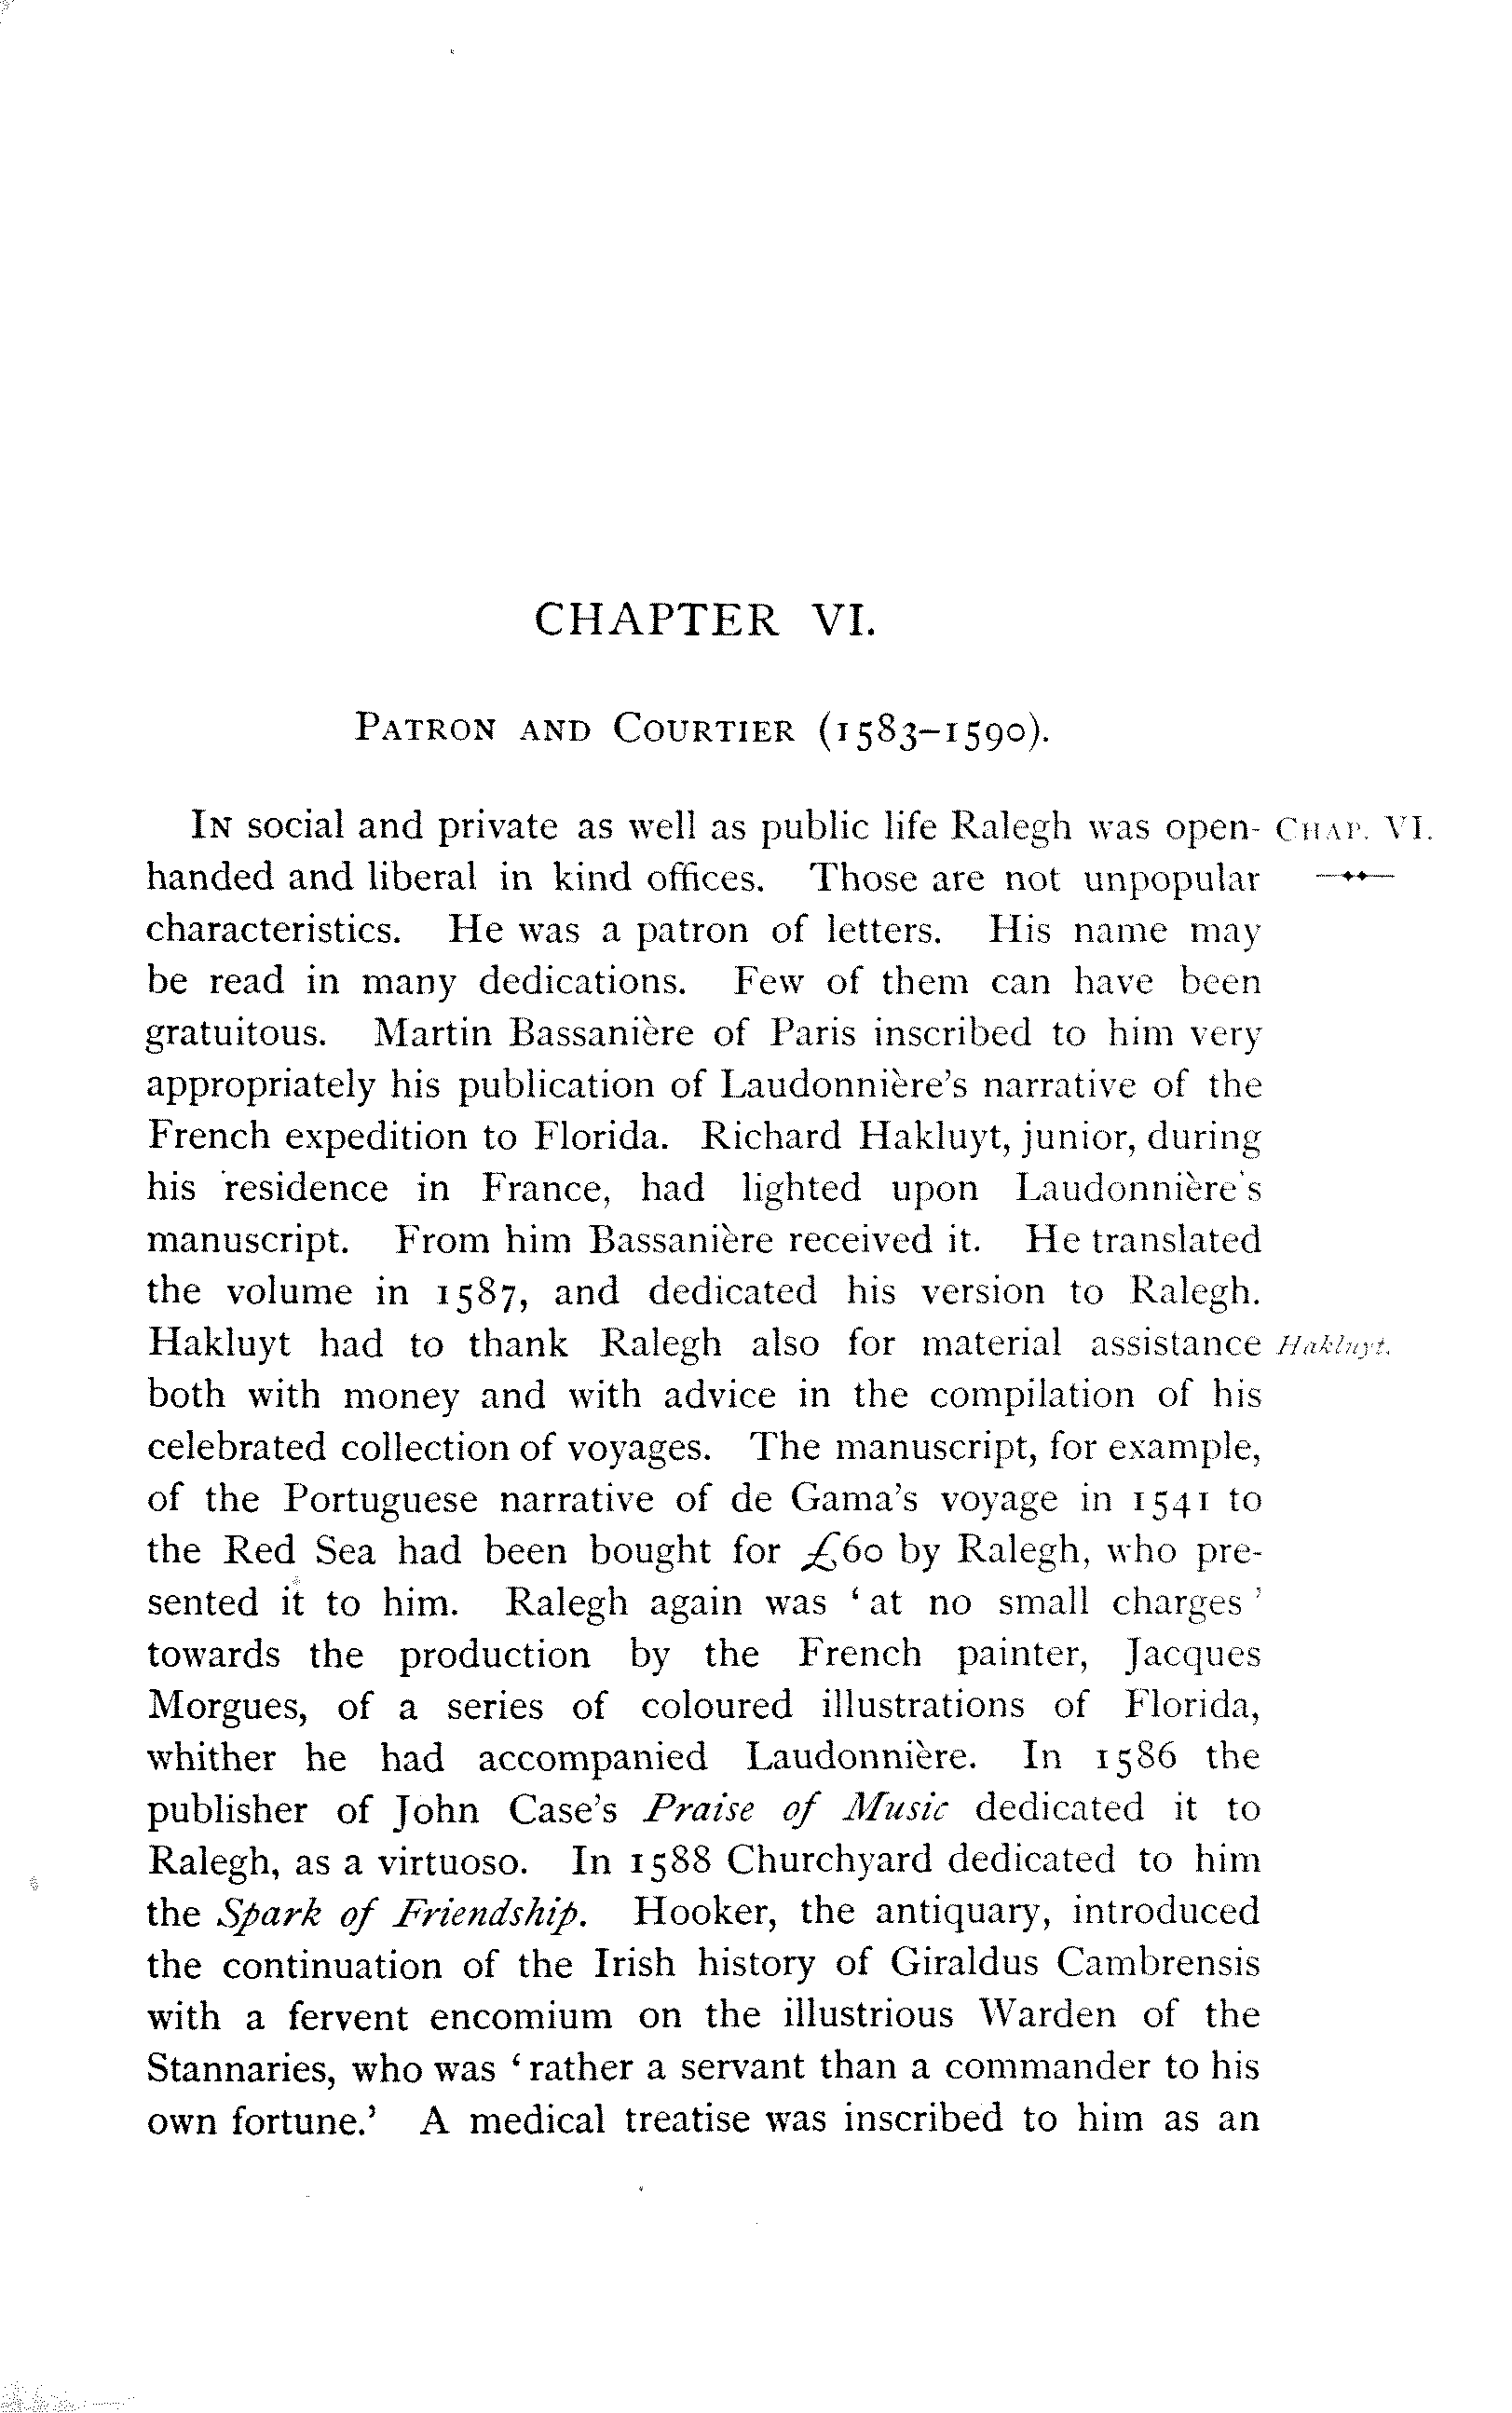 CHAPTER VI.
PATRON AND COURTIER (1583–1590).
IN social and private as well as public life Ralegh was open-
CHAP. VI.
handed and liberal in kind offices. Those are not unpopular
characteristics. He was a patron of letters. His name may
be read in many dedications. Few of them can have been
gratuitous. Martin Bassanière of Paris inscribed to him very
appropriately his publication of Laudonnière's narrative of the
French expedition to Florida. Richard Hakluyt, junior, during
his residence in France, had lighted upon Laudonnière's
manuscript. From him Bassanière received it. He translated
the volume in 1587, and dedicated his version to Ralegh.
Hakluyt had to thank Ralegh also for material assistance
Hakluyt.
both with money and with advice in the compilation of his
celebrated collection of voyages. The manuscript, for example,
of the Portuguese narrative of de Gama's voyage in 1541 to
the Red Sea had been bought for £60 by Ralegh, who pre-
sented it to him. Ralegh again was ‘at no small charges’
towards the production by the French painter, Jacques
Morgues, of a series of coloured illustrations of Florida,
whither he had accompanied Laudonnière. In 1586 the
publisher of John Case's Praise of Music dedicated it to
Ralegh, as a virtuoso. In 1588 Churchyard dedicated to him
the Spark of Friendship. Hooker, the antiquary, introduced
the continuation of the Irish history of Giraldus Cambrensis
with a fervent encomium on the illustrious Warden of the
Stannaries, who was ‘rather a servant than a commander to his
own fortune.’ A medical treatise was inscribed to him as an